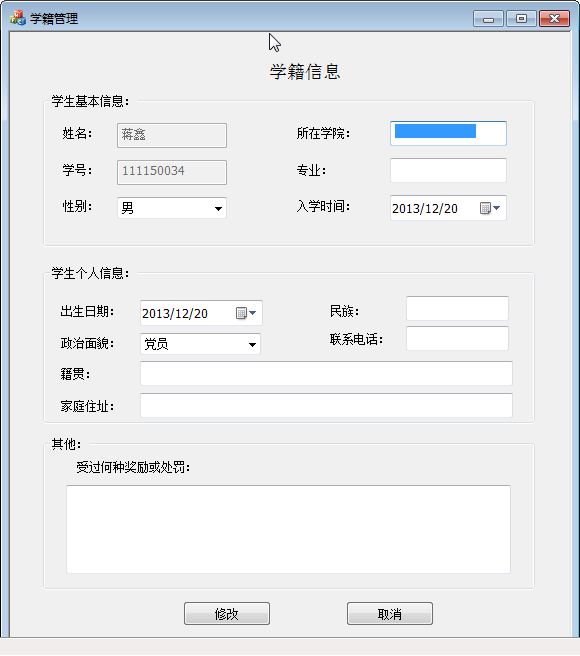 学籍管理
学籍信息
学生基本信息：
姓名： 蒋鑫 所在学院：
学号： 111150034 专业：
性别： 男 入学时间： 2013/12/20
学生个人信息：
出生日期： 2013/12/20 民族：
政治面貌： 党员 联系电话：
籍贯：
家庭住址：
其他：
受过何种奖励或处罚：
修改 取消